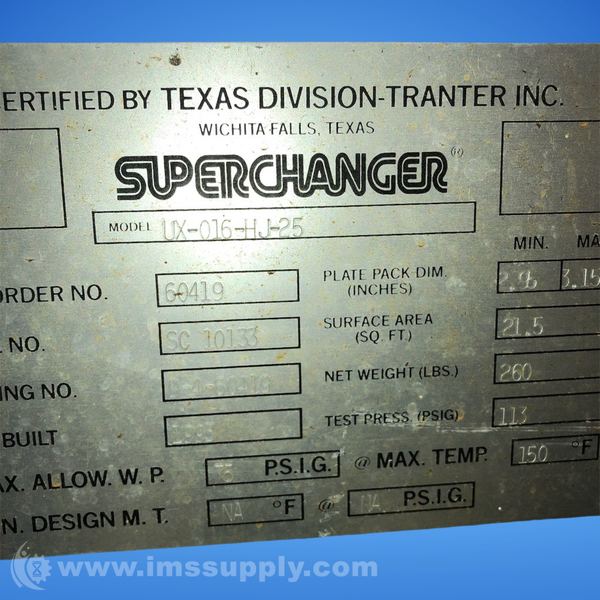 CERTIFIED BY TEXAS DIVISION-TRANTER INC.
WICHITA FALLS, TEXAS
SUPERCHANGER ®
MODEL UX-016-HJ-25
MIN. MA
ORDER NO. 60419 PLATE PACK DIM. (INCHES) 2.96 3.15
L NO. SC 10133 SURFACE AREA (SQ. FT.) 21.5
ING NO. NET WEIGHT (LBS.) 260
BUILT TEST PRESS. (PSIG) 113
AX. ALLOW. W. P. P.S.I.G. @ MAX. TEMP. 150 °F
N. DESIGN M. T. NA °F @ NA P.S.I.G.
www.imssupply.com